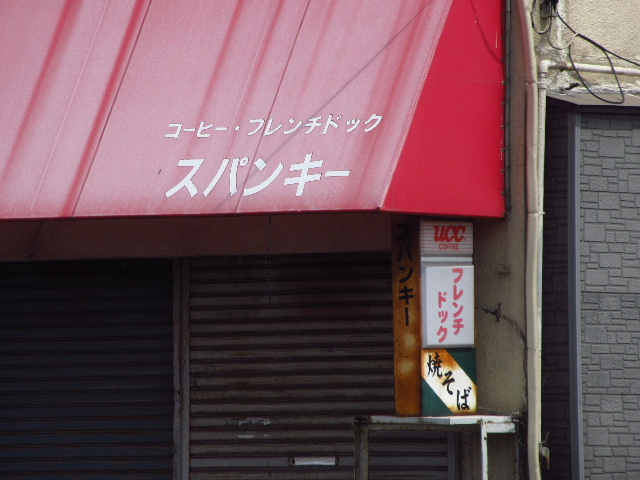 コーヒー・フレンチドック
スパンキー
スパンキー
UCC
COFFEE
フレンチ
ドック
焼そば